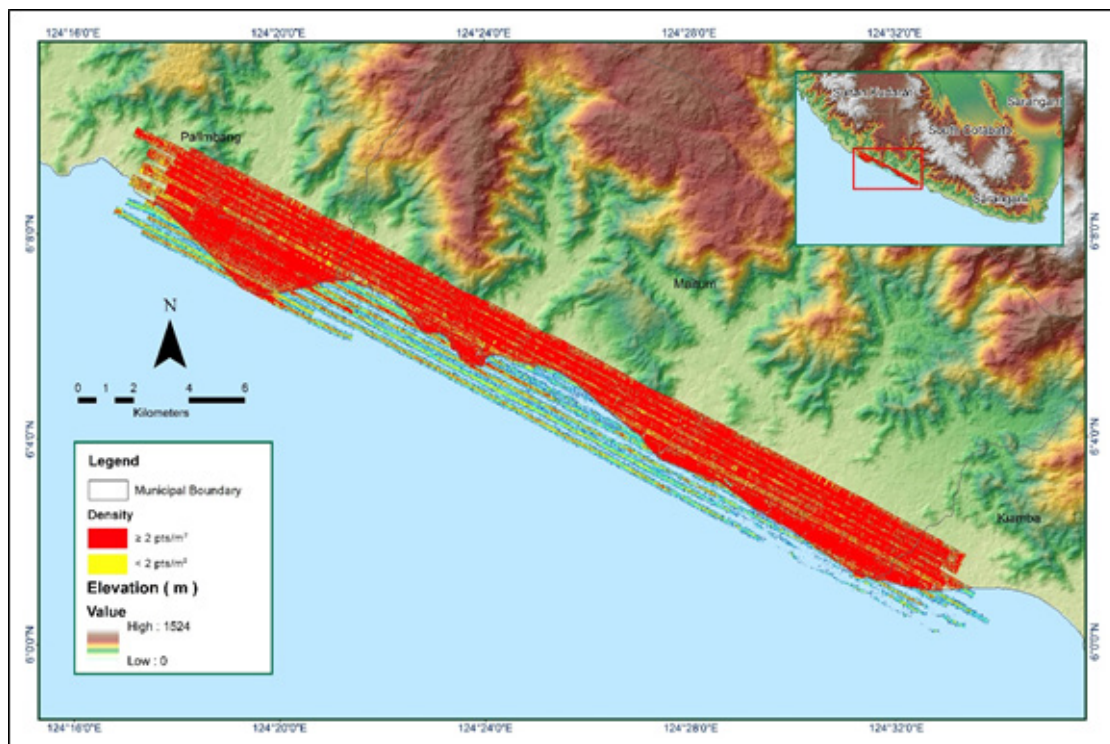 124°16'0"E 124°20'0"E 124°24'0"E 124°28'0"E 124°32'0"E
Palimbang
South Cotabato
Sarangani
6°8'0"N 6°8'0"N
Maitum
N
0 1 2 4 6
Kilometers
6°4'0"N 6°4'0"N
Legend
Municipal Boundary
Density
≥ 2 pts/m²
< 2 pts/m²
Elevation ( m )
Value
High : 1524
Low : 0
Kiamba
6°0'0"N 6°0'0"N
124°16'0"E 124°20'0"E 124°24'0"E 124°28'0"E 124°32'0"E